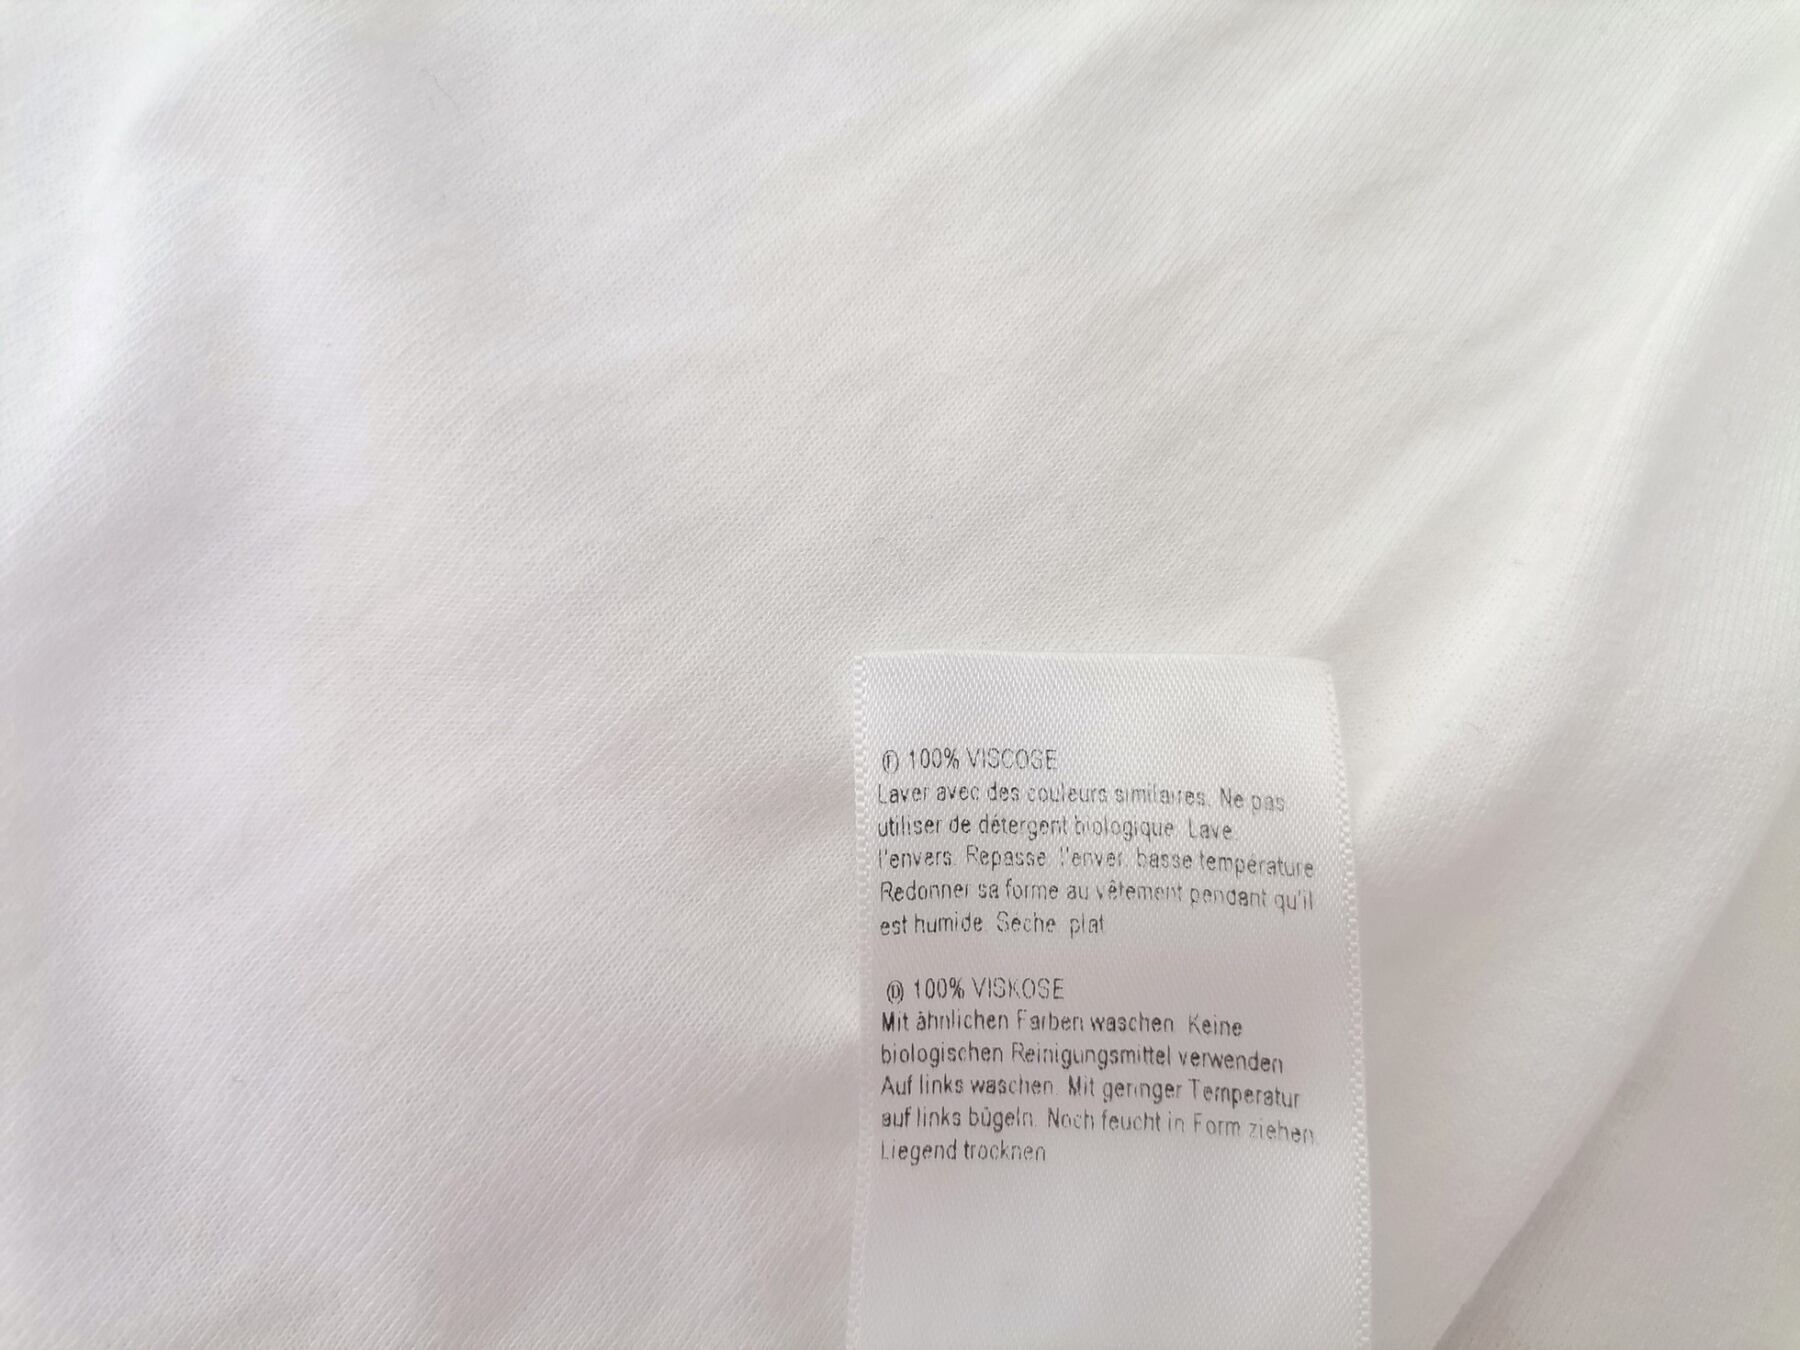 Ⓕ 100% VISCOSE
Laver avec des couleurs similaires. Ne pas
utiliser de détergent biologique. Lave
l'envers. Repasse l'enver. basse température
Redonner sa forme au vêtement pendant qu'il
est humide. Seche plat
Ⓓ 100% VISKOSE
Mit ähnlichen Farben waschen. Keine
biologischen Reinigungsmittel verwenden
Auf links waschen. Mit geringer Temperatur
auf links bügeln. Noch feucht in Form ziehen.
Liegend trocknen